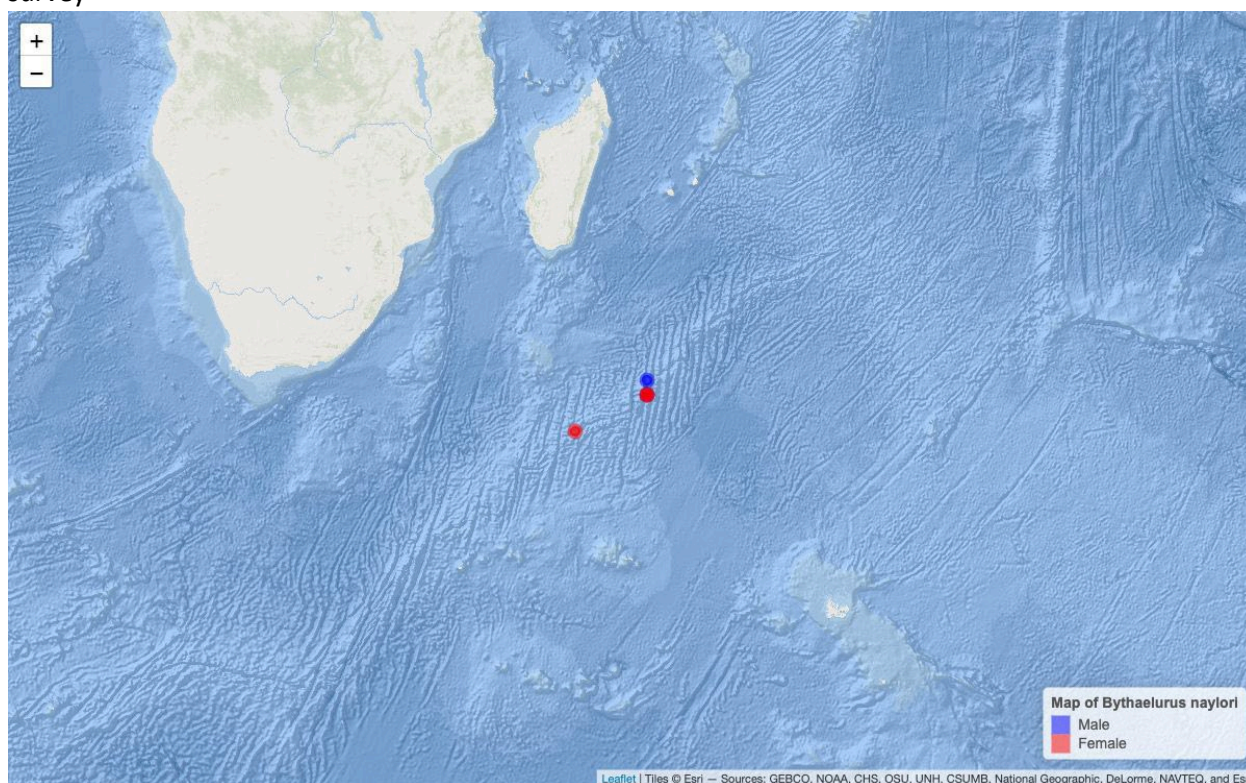 survey
+
−
Map of Bythaelurus naylori
Male
Female
Leaflet | Tiles © Esri — Sources: GEBCO, NOAA, CHS, OSU, UNH, CSUMB, National Geographic, DeLorme, NAVTEQ, and Es